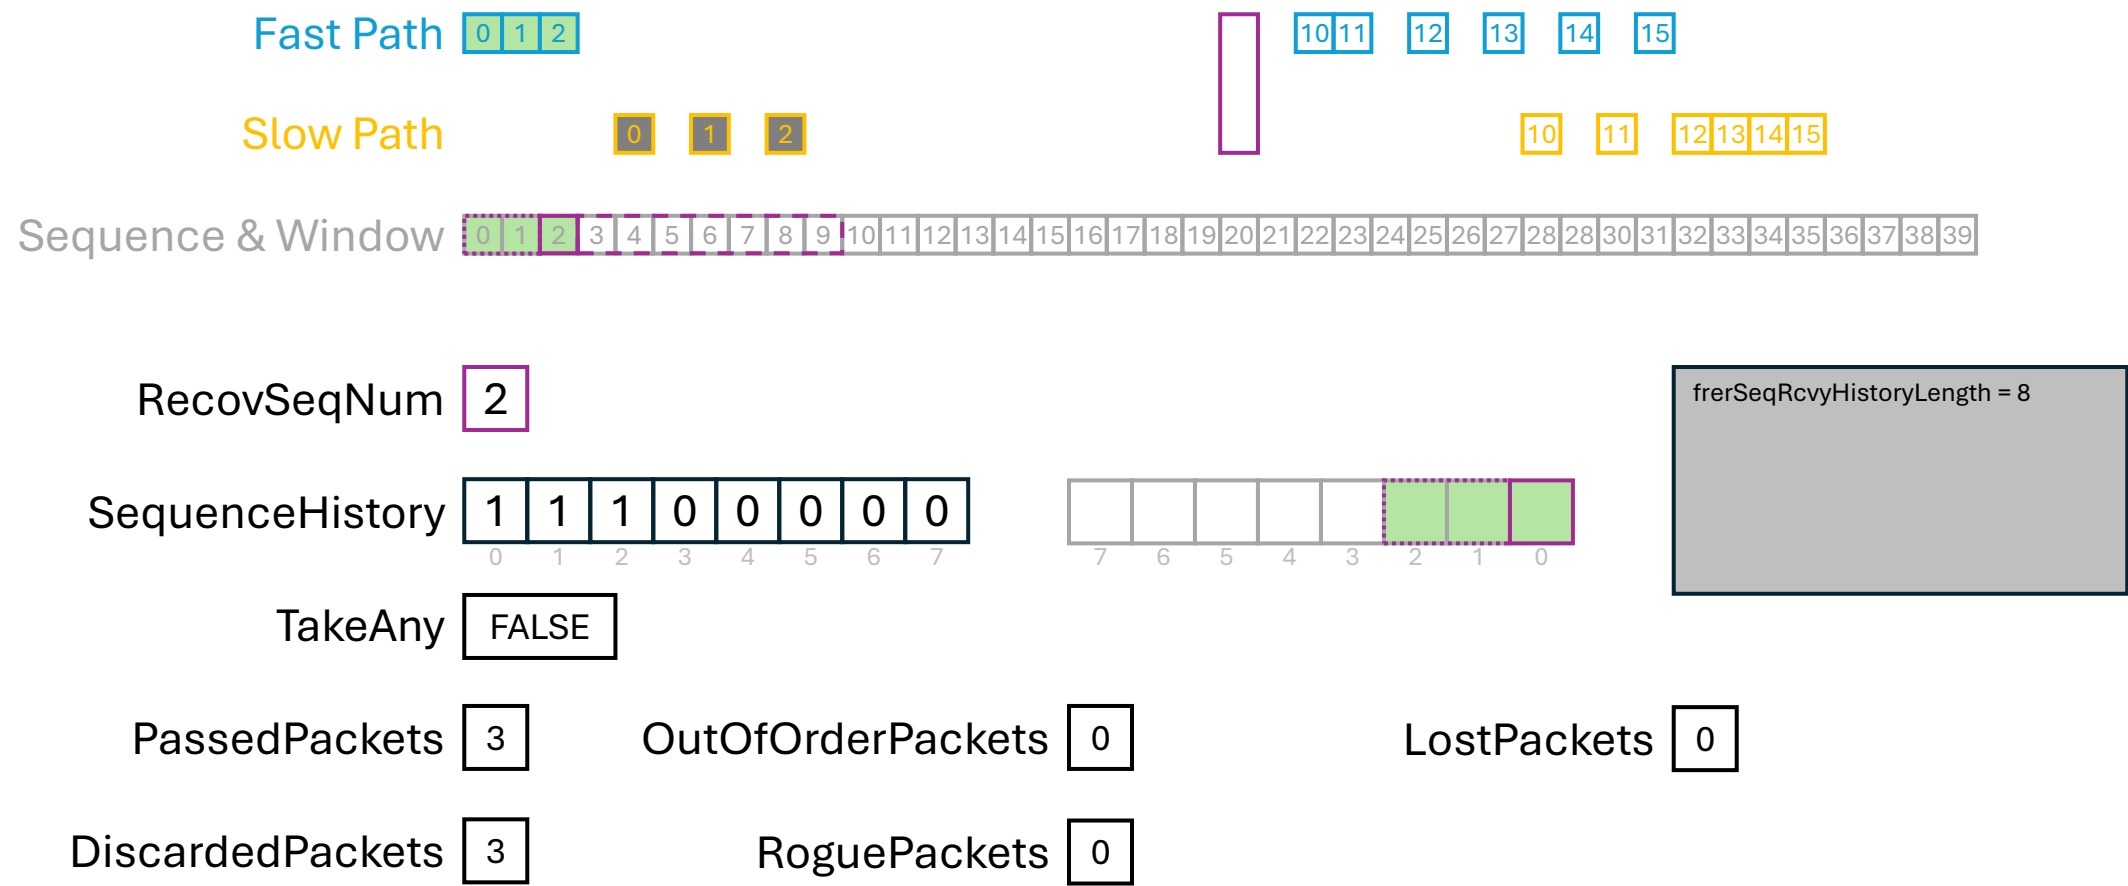 Fast Path 0 1 2 10 11 12 13 14 15
Slow Path 0 1 2 10 11 12 13 14 15
Sequence & Window 0 1 2 3 4 5 6 7 8 9 10 11 12 13 14 15 16 17 18 19 20 21 22 23 24 25 26 27 28 28 30 31 32 33 34 35 36 37 38 39
RecovSeqNum 2
frerSeqRcvyHistoryLength = 8
SequenceHistory 1 1 1 0 0 0 0 0
0 1 2 3 4 5 6 7 7 6 5 4 3 2 1 0
TakeAny FALSE
PassedPackets 3 OutOfOrderPackets 0 LostPackets 0
DiscardedPackets 3 RoguePackets 0